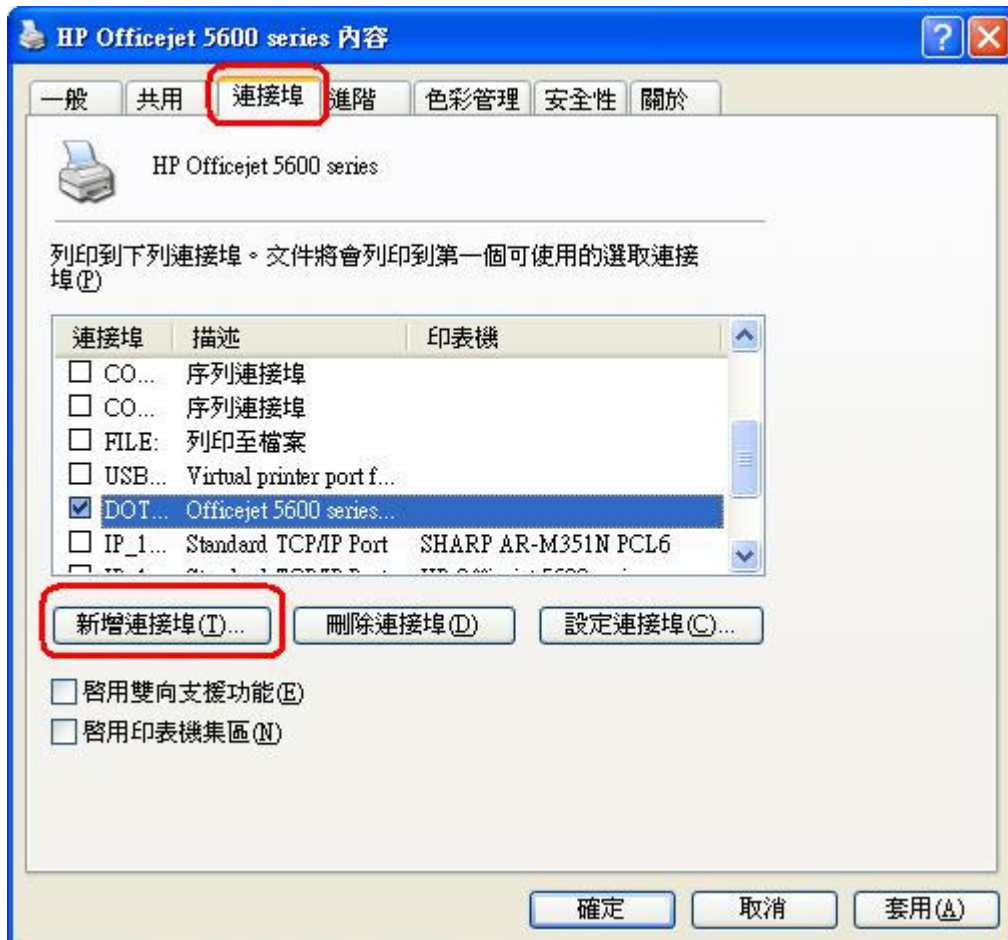 HP Officejet 5600 series 內容
一般 共用 連接埠 進階 色彩管理 安全性 關於
HP Officejet 5600 series
列印到下列連接埠。文件將會列印到第一個可使用的選取連接
埠(P)
連接埠 描述 印表機
CO... 序列連接埠
CO... 序列連接埠
FILE: 列印至檔案
USB... Virtual printer port f...
DOT... Officejet 5600 series...
IP_1... Standard TCP/IP Port SHARP AR-M351N PCL6
新增連接埠(T)... 刪除連接埠(D) 設定連接埠(C)...
啓用雙向支援功能(E)
啓用印表機集區(N)
確定 取消 套用(A)